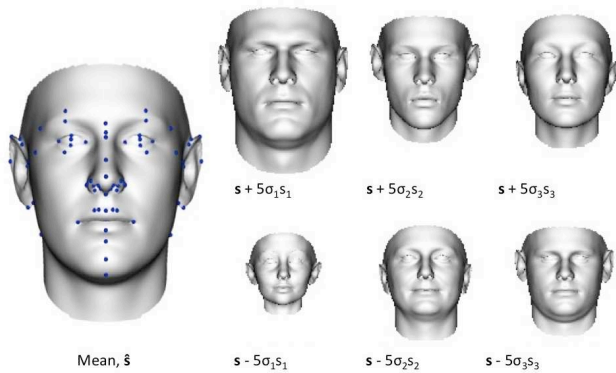 s + 5σ₁s₁
s + 5σ₂s₂
s + 5σ₃s₃
Mean, ŝ
s - 5σ₁s₁
s - 5σ₂s₂
s - 5σ₃s₃